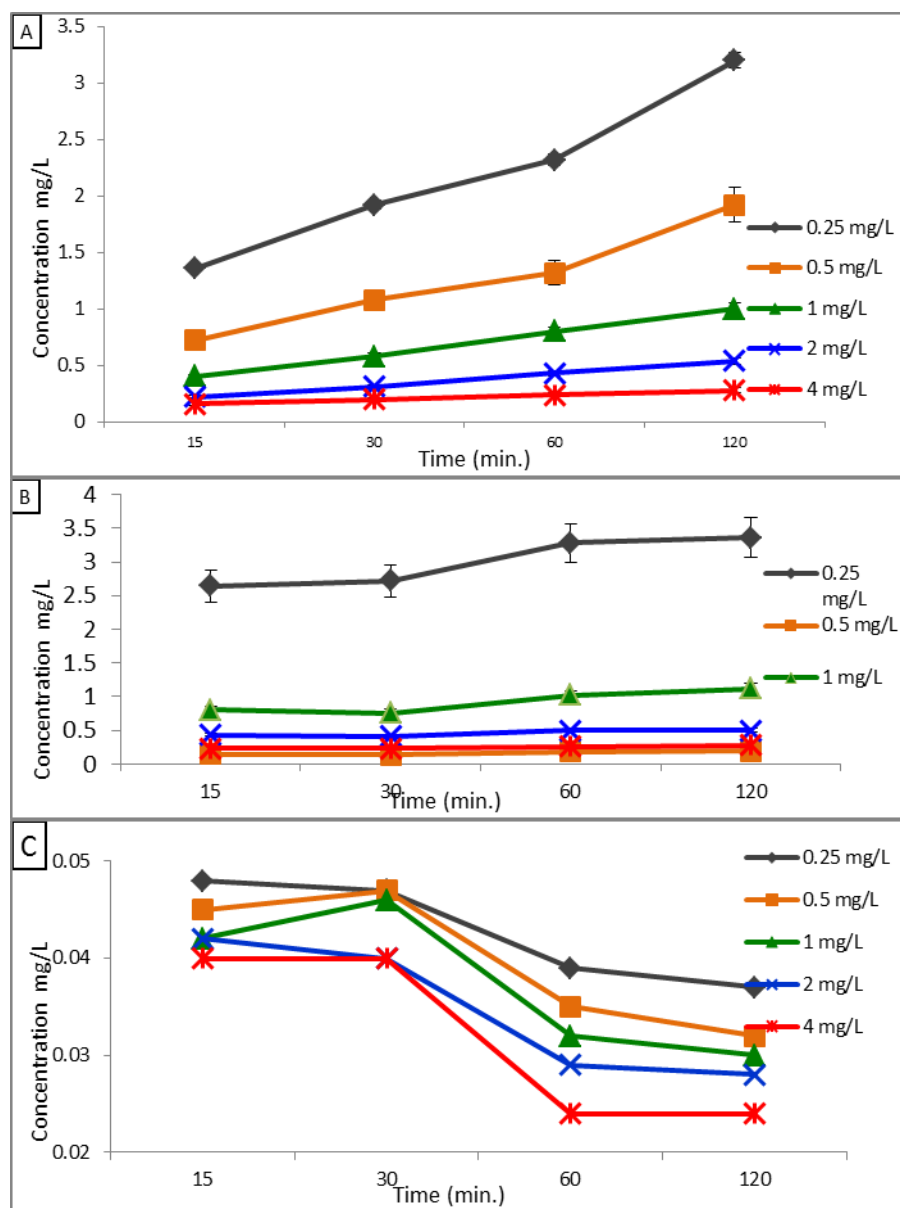 A
3.5
3
2.5
2
1.5
1
0.5
0
Concentration mg/L
15 30 60 120
Time (min.)
0.25 mg/L
0.5 mg/L
1 mg/L
2 mg/L
4 mg/L
B
4
3.5
3
2.5
2
1.5
1
0.5
0
Concentration mg/L
15 30 60 120
Time (min.)
0.25
mg/L
0.5 mg/L
1 mg/L
C
0.05
0.04
0.03
0.02
Concentration mg/L
15 30 60 120
Time (min.)
0.25 mg/L
0.5 mg/L
1 mg/L
2 mg/L
4 mg/L